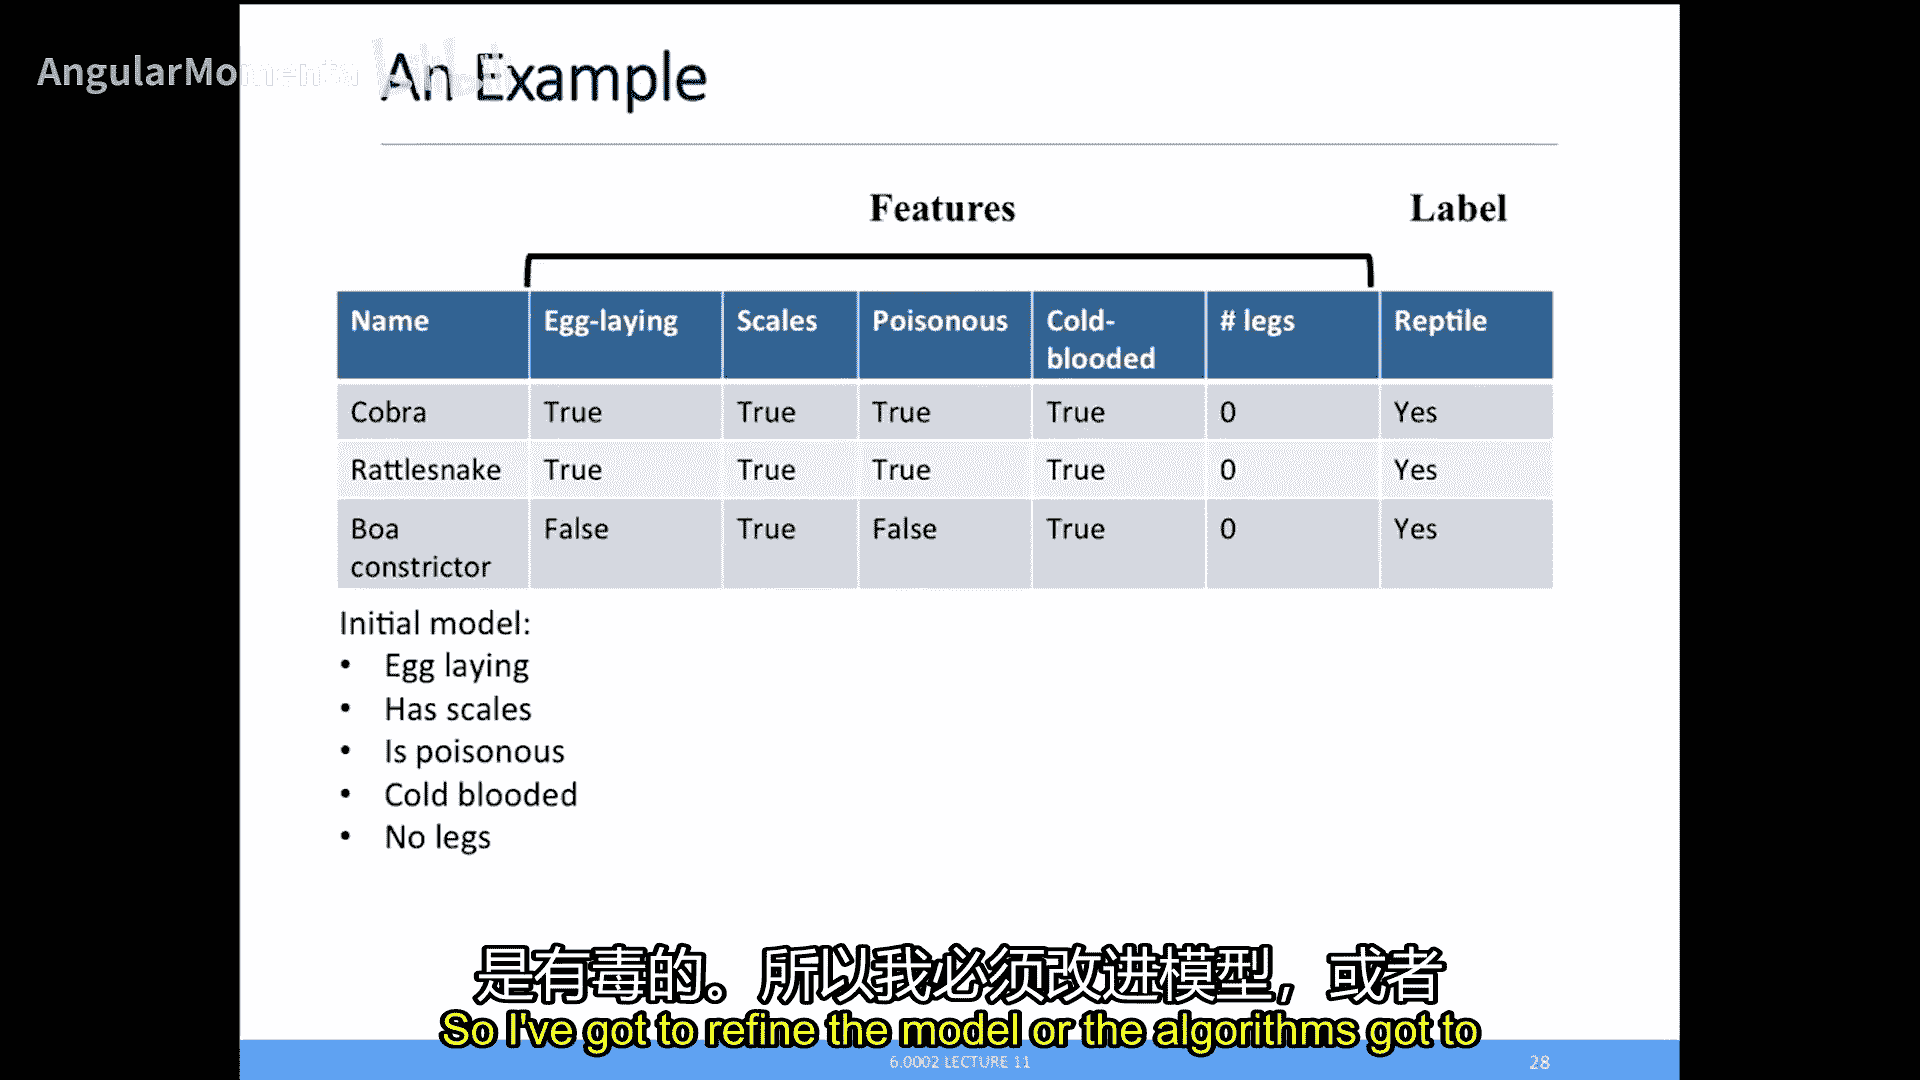 AngularMomenta
An Example
Features Label
Name Egg-laying Scales Poisonous Cold-blooded # legs Reptile
Cobra True True True True 0 Yes
Rattlesnake True True True True 0 Yes
Boa constrictor False True False True 0 Yes
Initial model:
• Egg laying
• Has scales
• Is poisonous
• Cold blooded
• No legs
是有毒的。所以我必须改进模型，或者
So I've got to refine the model or the algorithms got to
6.0002 LECTURE 11 28